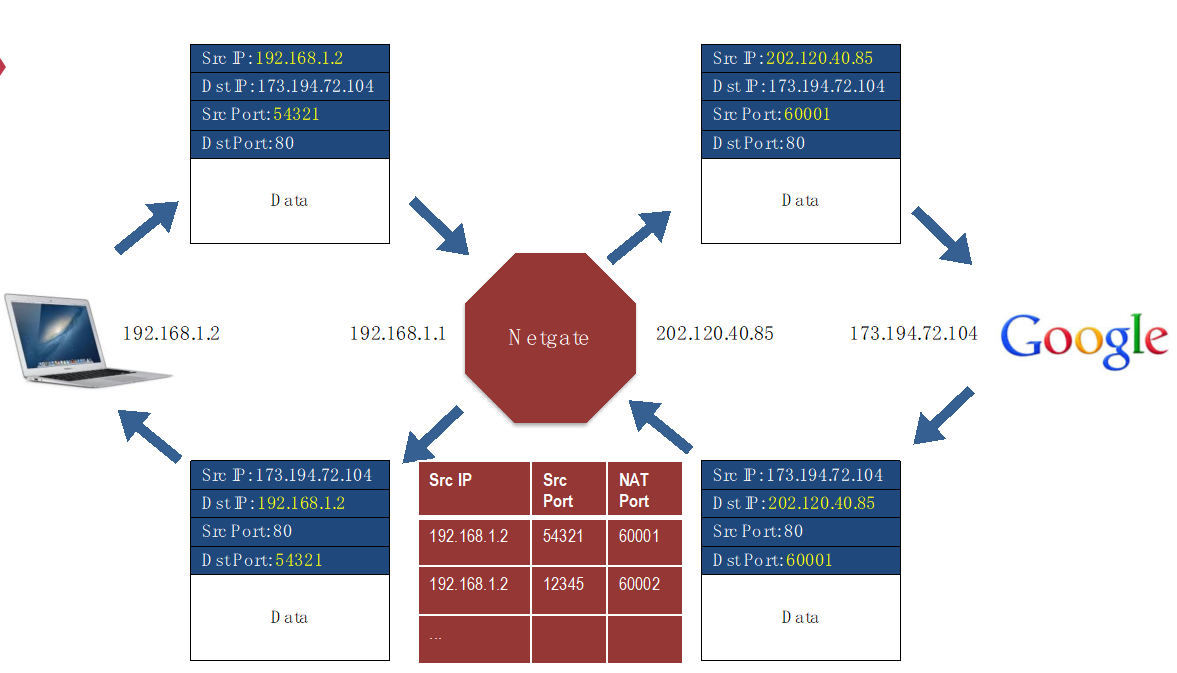 Src IP:192.168.1.2
Dst IP:173.194.72.104
Src Port:54321
Dst Port:80
Data
Src IP:202.120.40.85
Dst IP:173.194.72.104
Src Port:60001
Dst Port:80
Data
192.168.1.2
192.168.1.1
Netgate
202.120.40.85
173.194.72.104
Google
Src IP:173.194.72.104
Dst IP:192.168.1.2
Src Port:80
Dst Port:54321
Data
Src IP Src Port NAT Port
192.168.1.2 54321 60001
192.168.1.2 12345 60002
...
Src IP:173.194.72.104
Dst IP:202.120.40.85
Src Port:80
Dst Port:60001
Data